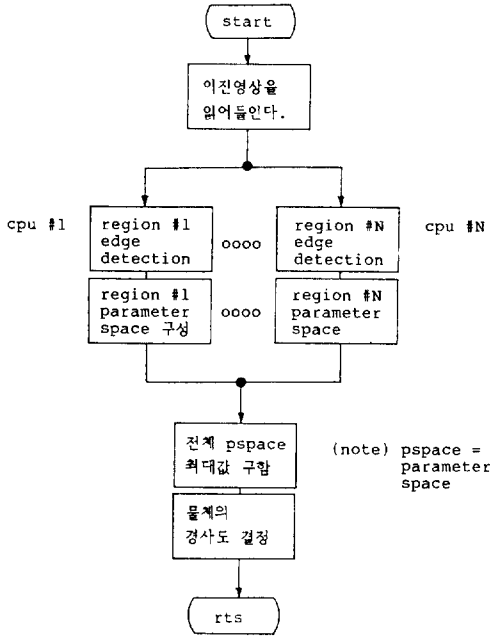 start
이진영상을
읽어들인다.
cpu #1
region #1
edge
detection
oooo
region #N
edge
detection
cpu #N
region #1
parameter
space 구성
oooo
region #N
parameter
space
전체 pspace
최대값 구함
(note) pspace =
parameter
space
물체의
경사도 결정
rts